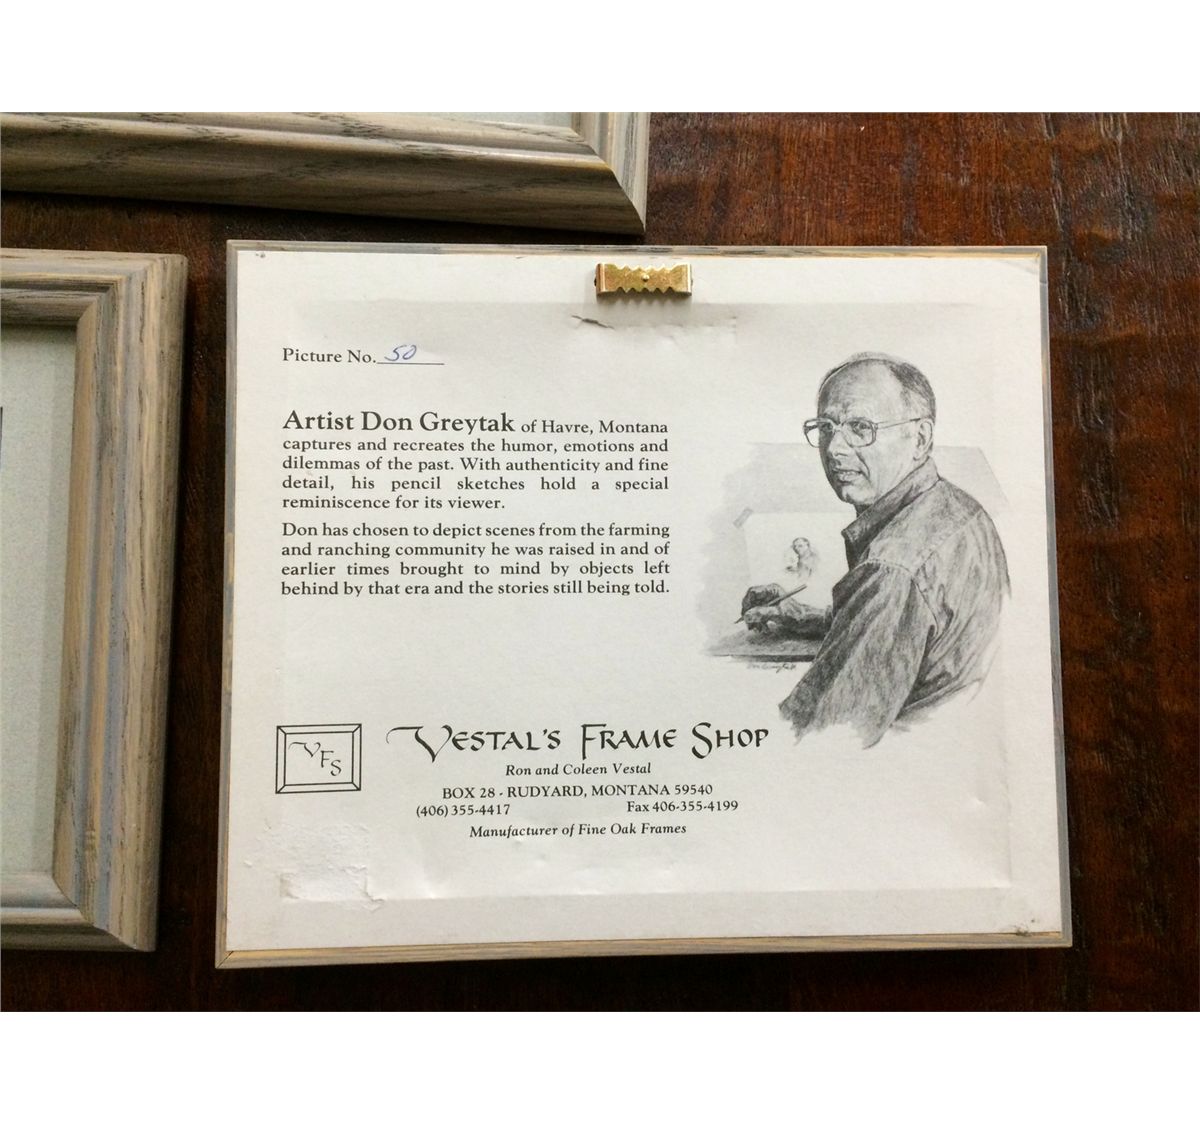 Picture No. 50
Artist Don Greytak of Havre, Montana
captures and recreates the humor, emotions and
dilemmas of the past. With authenticity and fine
detail, his pencil sketches hold a special
reminiscence for its viewer.
Don has chosen to depict scenes from the farming
and ranching community he was raised in and of
earlier times brought to mind by objects left
behind by that era and the stories still being told.
VFS
VESTAL'S FRAME SHOP
Ron and Coleen Vestal
BOX 28 - RUDYARD, MONTANA 59540
(406) 355-4417 Fax 406-355-4199
Manufacturer of Fine Oak Frames